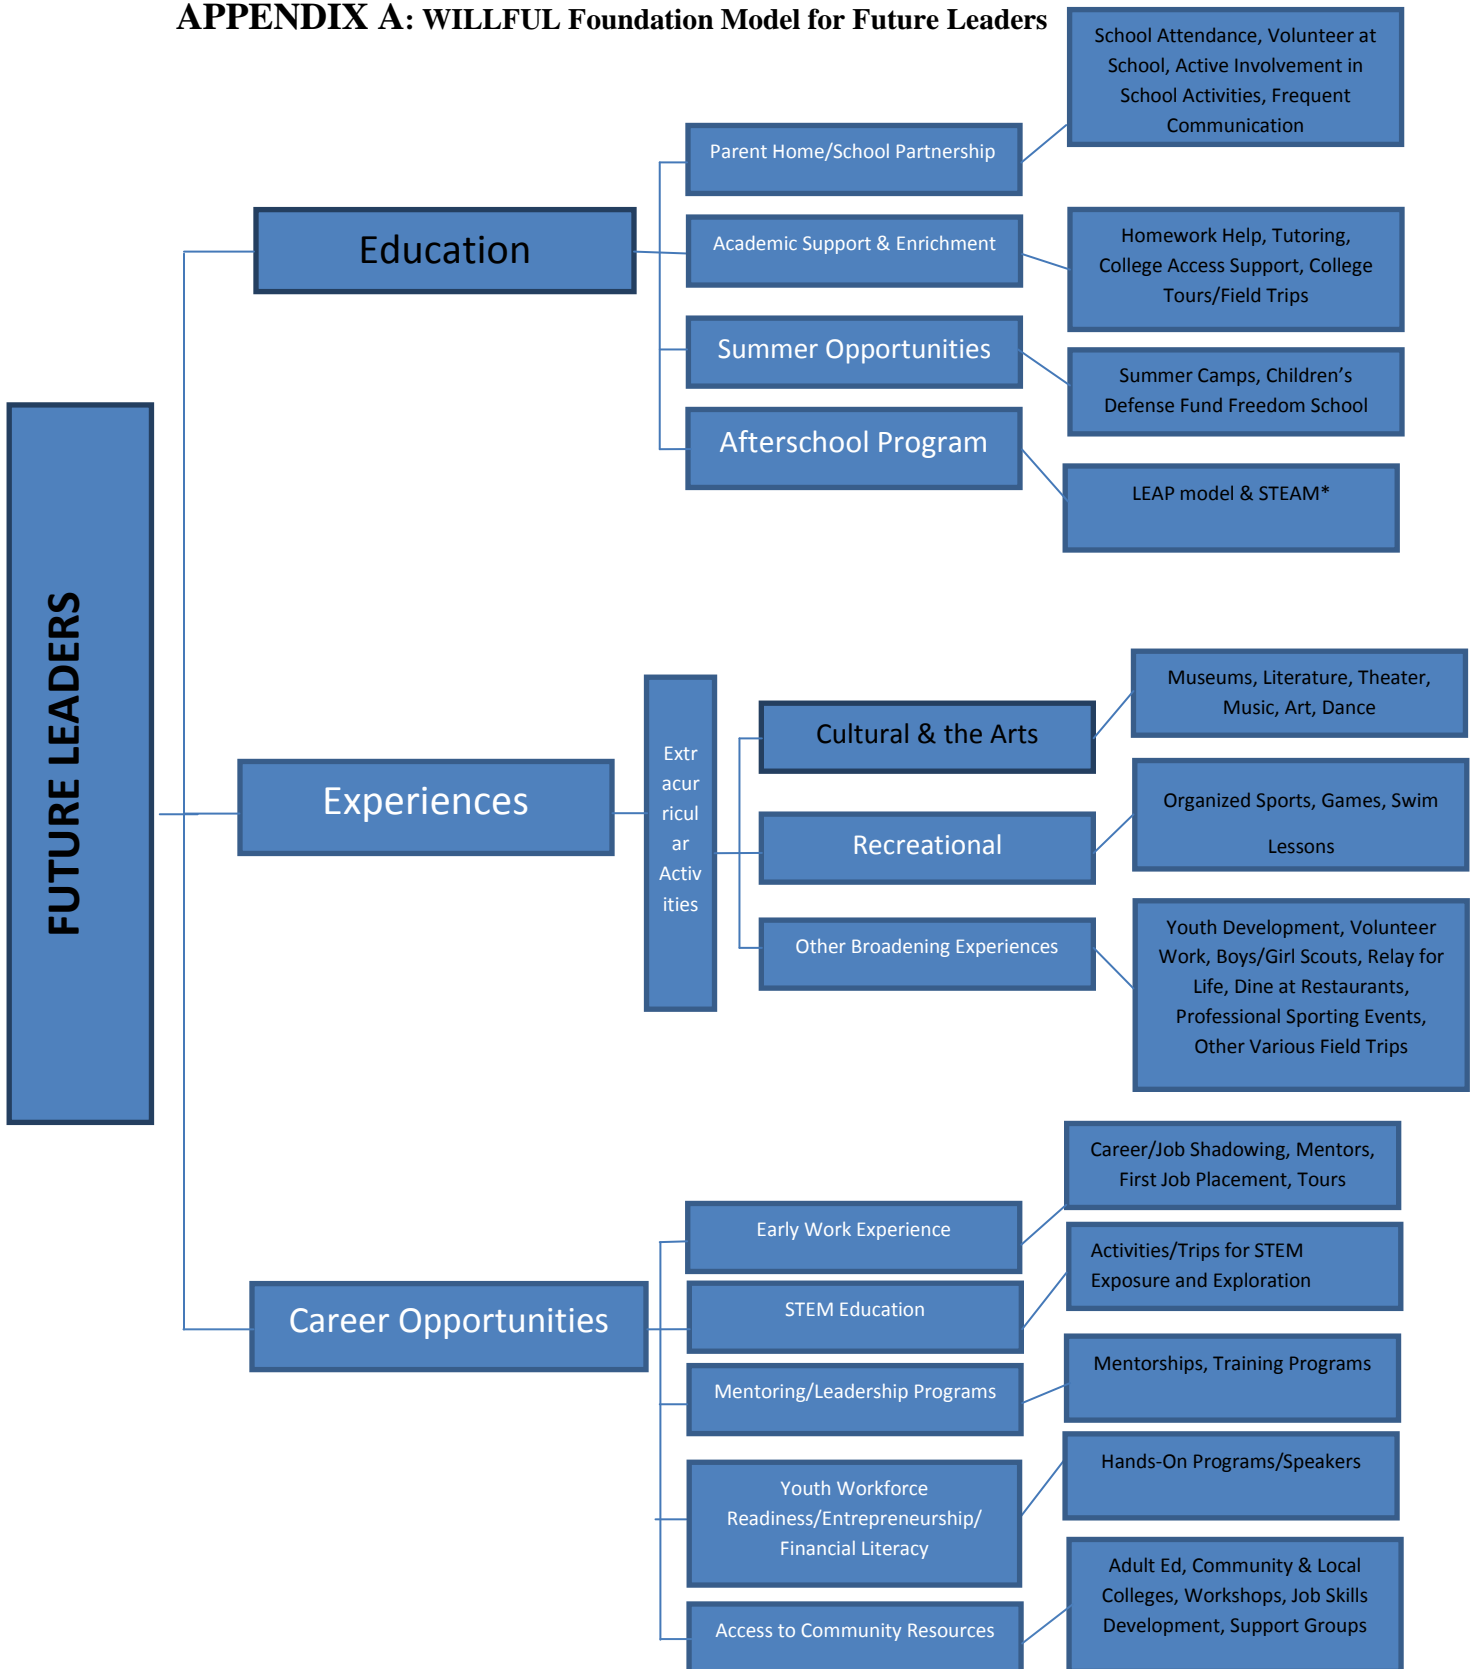 APPENDIX A: WILLFUL Foundation Model for Future Leaders
FUTURE LEADERS
Education
Parent Home/School Partnership
School Attendance, Volunteer at
School, Active Involvement in
School Activities, Frequent
Communication
Academic Support & Enrichment
Homework Help, Tutoring,
College Access Support, College
Tours/Field Trips
Summer Opportunities
Summer Camps, Children’s
Defense Fund Freedom School
Afterschool Program
LEAP model & STEAM*
Experiences
Extr
acur
ricul
ar
Activ
ities
Cultural & the Arts
Museums, Literature, Theater,
Music, Art, Dance
Recreational
Organized Sports, Games, Swim
Lessons
Other Broadening Experiences
Youth Development, Volunteer
Work, Boys/Girl Scouts, Relay for
Life, Dine at Restaurants,
Professional Sporting Events,
Other Various Field Trips
Career Opportunities
Early Work Experience
Career/Job Shadowing, Mentors,
First Job Placement, Tours
STEM Education
Activities/Trips for STEM
Exposure and Exploration
Mentoring/Leadership Programs
Mentorships, Training Programs
Youth Workforce
Readiness/Entrepreneurship/
Financial Literacy
Hands-On Programs/Speakers
Access to Community Resources
Adult Ed, Community & Local
Colleges, Workshops, Job Skills
Development, Support Groups